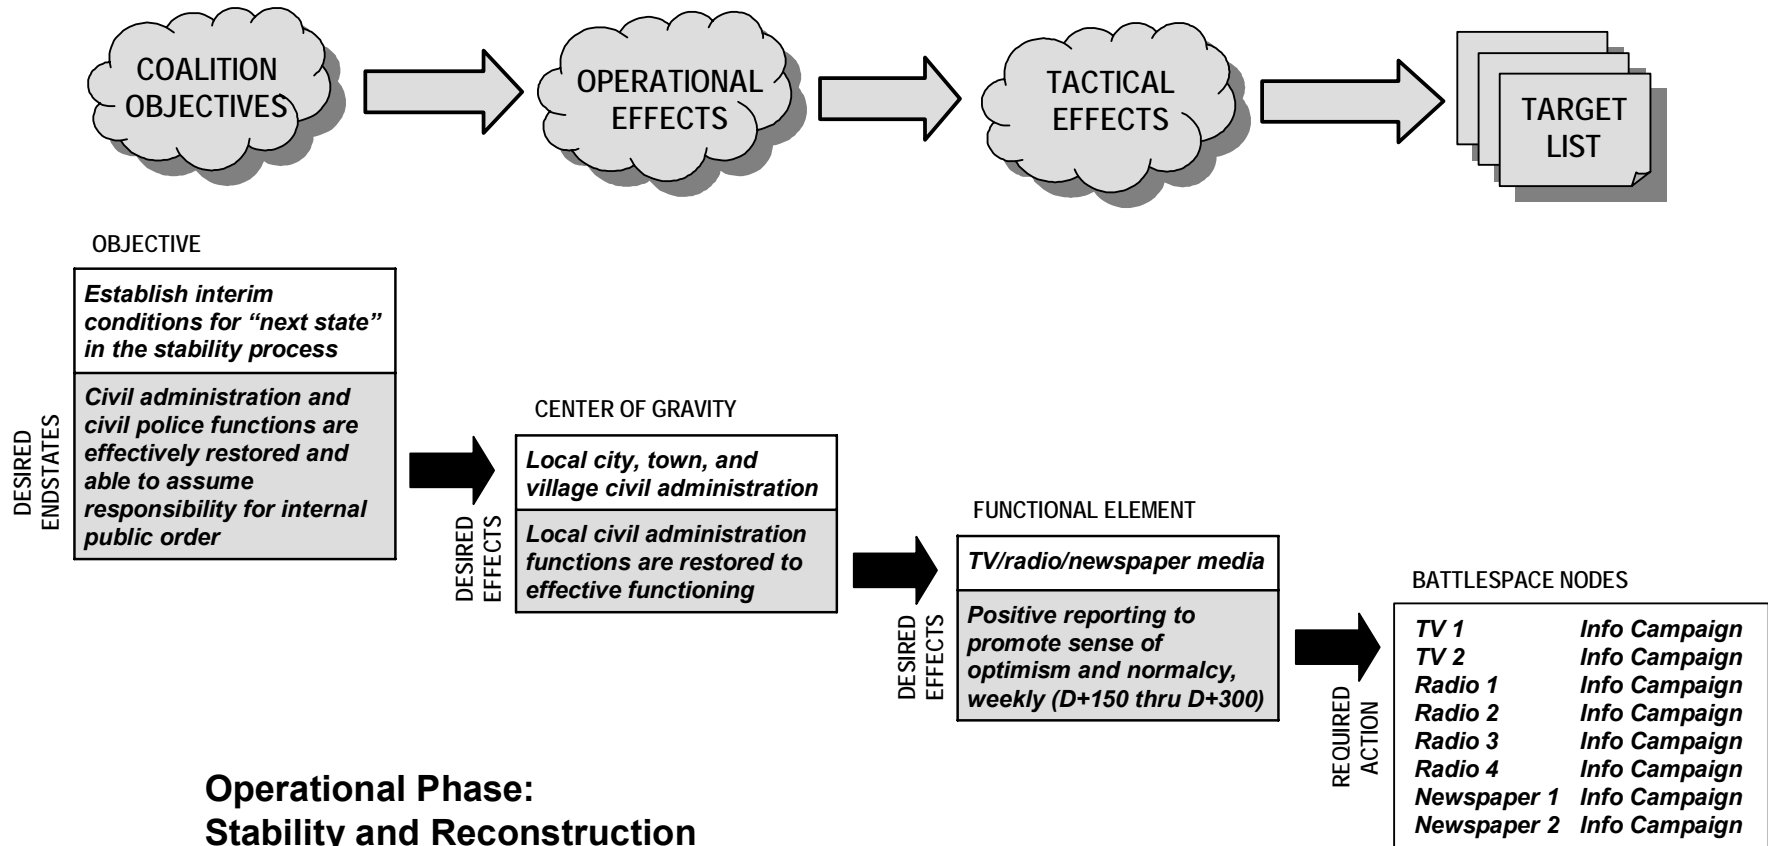 COALITION
OBJECTIVES
OPERATIONAL
EFFECTS
TACTICAL
EFFECTS
TARGET
LIST
OBJECTIVE
Establish interim
conditions for “next state”
in the stability process
DESIRED
ENDSTATES
Civil administration and
civil police functions are
effectively restored and
able to assume
responsibility for internal
public order
CENTER OF GRAVITY
Local city, town, and
village civil administration
DESIRED
EFFECTS
Local civil administration
functions are restored to
effective functioning
FUNCTIONAL ELEMENT
TV/radio/newspaper media
DESIRED
EFFECTS
Positive reporting to
promote sense of
optimism and normalcy,
weekly (D+150 thru D+300)
BATTLESPACE NODES
REQUIRED
ACTION
TV 1 Info Campaign
TV 2 Info Campaign
Radio 1 Info Campaign
Radio 2 Info Campaign
Radio 3 Info Campaign
Radio 4 Info Campaign
Newspaper 1 Info Campaign
Newspaper 2 Info Campaign
Operational Phase:
Stability and Reconstruction